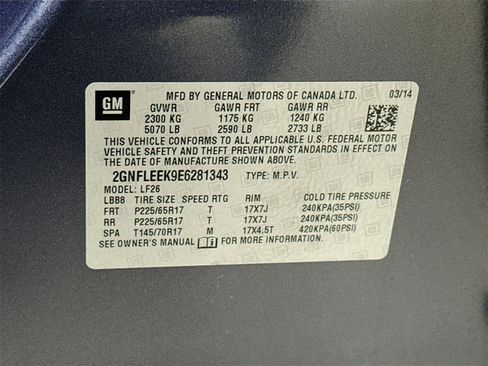 GM
MFD BY GENERAL MOTORS OF CANADA LTD. 03/14
GVWR GAWR FRT GAWR RR
2300 KG 1175 KG 1240 KG
5070 LB 2590 LB 2733 LB
THIS VEHICLE CONFORMS TO ALL APPLICABLE U.S. FEDERAL MOTOR
VEHICLE SAFETY AND THEFT PREVENTION STANDARDS IN EFFECT ON
THE DATE OF MANUFACTURE SHOWN ABOVE.
2GNFLEEK9E6281343 TYPE: M.P.V.
MODEL: LF26
LBB8 TIRE SIZE SPEED RTG RIM COLD TIRE PRESSURE
FRT P225/65R17 T 17X7J 240KPA(35PSI)
RR P225/65R17 T 17X7J 240KPA(35PSI)
SPA T145/70R17 M 17X4.5T 420KPA(60PSI)
SEE OWNER'S MANUAL FOR MORE INFORMATION.